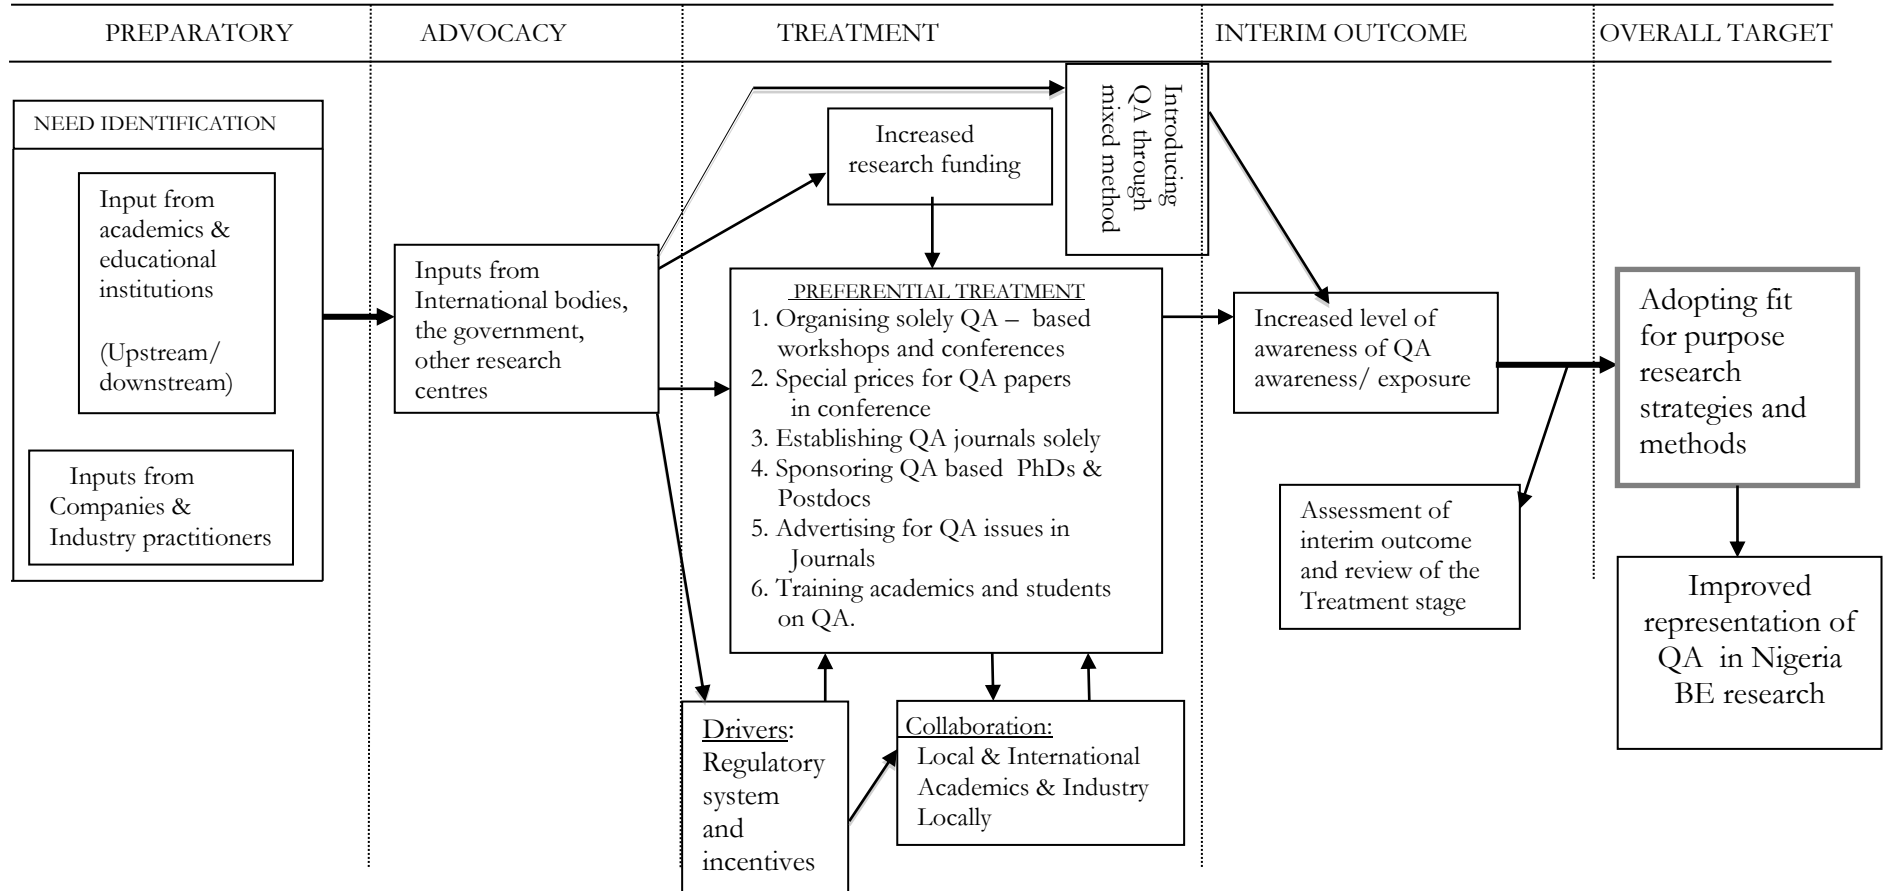 PREPARATORY
ADVOCACY
TREATMENT
INTERIM OUTCOME
OVERALL TARGET
NEED IDENTIFICATION
Input from
academics &
educational
institutions
(Upstream/
downstream)
Inputs from
Companies &
Industry practitioners
Inputs from
International bodies,
the government,
other research
centres
Increased
research funding
Introducing
QA through
mixed method
PREFERENTIAL TREATMENT
1. Organising solely QA – based
workshops and conferences
2. Special prices for QA papers
in conference
3. Establishing QA journals solely
4. Sponsoring QA based PhDs &
Postdocs
5. Advertising for QA issues in
Journals
6. Training academics and students
on QA.
Drivers:
Regulatory
system
and
incentives
Collaboration:
Local & International
Academics & Industry
Locally
Increased level of
awareness of QA
awareness/ exposure
Assessment of
interim outcome
and review of the
Treatment stage
Adopting fit
for purpose
research
strategies and
methods
Improved
representation of
QA in Nigeria
BE research